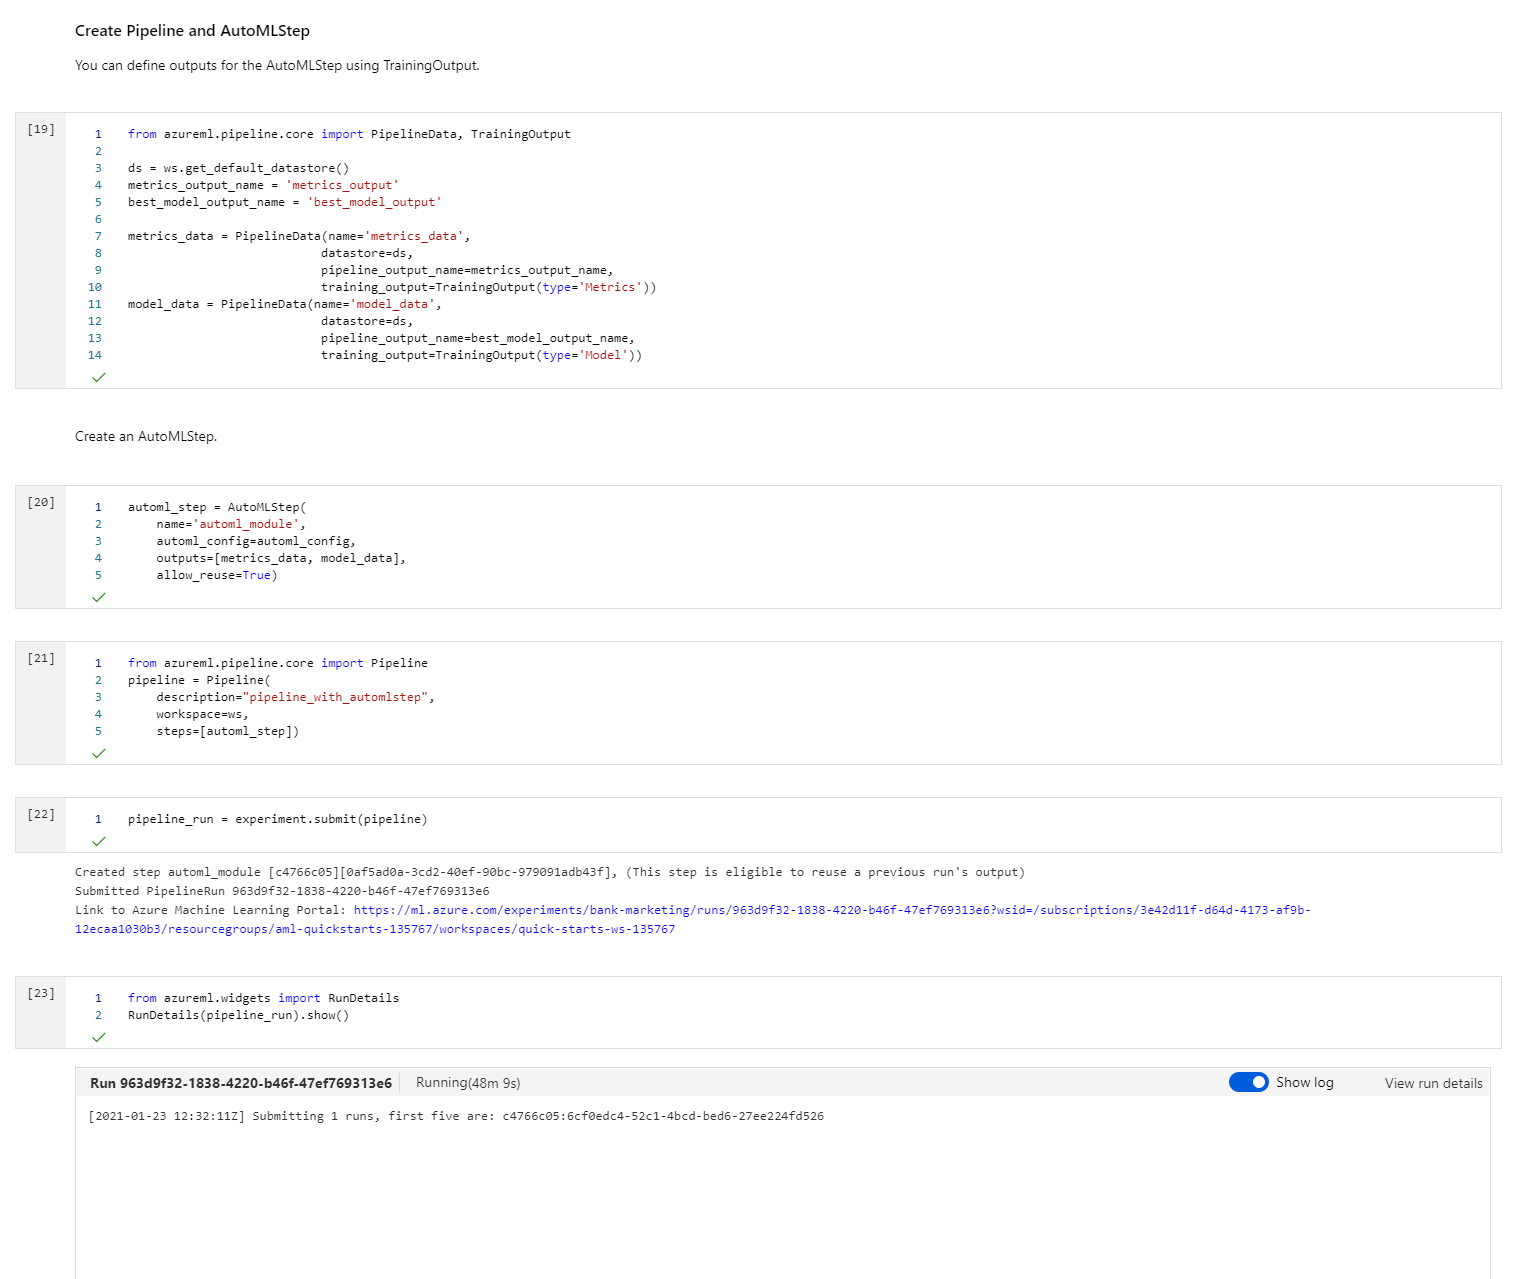 Create Pipeline and AutoMLStep
You can define outputs for the AutoMLStep using TrainingOutput.
[19]
1 from azureml.pipeline.core import PipelineData, TrainingOutput
2
3 ds = ws.get_default_datastore()
4 metrics_output_name = 'metrics_output'
5 best_model_output_name = 'best_model_output'
6
7 metrics_data = PipelineData(name='metrics_data',
8                            datastore=ds,
9                            pipeline_output_name=metrics_output_name,
10                           training_output=TrainingOutput(type='Metrics'))
11 model_data = PipelineData(name='model_data',
12                           datastore=ds,
13                           pipeline_output_name=best_model_output_name,
14                           training_output=TrainingOutput(type='Model'))
Create an AutoMLStep.
[20]
1 automl_step = AutoMLStep(
2     name='automl_module',
3     automl_config=automl_config,
4     outputs=[metrics_data, model_data],
5     allow_reuse=True)
[21]
1 from azureml.pipeline.core import Pipeline
2 pipeline = Pipeline(
3     description="pipeline_with_automlstep",
4     workspace=ws,
5     steps=[automl_step])
[22]
1 pipeline_run = experiment.submit(pipeline)
Created step automl_module [c4766c05][0af5ad0a-3cd2-40ef-90bc-979091adb43f], (This step is eligible to reuse a previous run's output)
Submitted PipelineRun 963d9f32-1838-4220-b46f-47ef769313e6
Link to Azure Machine Learning Portal: https://ml.azure.com/experiments/bank-marketing/runs/963d9f32-1838-4220-b46f-47ef769313e6?wsid=/subscriptions/3e42d11f-d64d-4173-af9b-
12ecaa1030b3/resourcegroups/aml-quickstarts-135767/workspaces/quick-starts-ws-135767
[23]
1 from azureml.widgets import RunDetails
2 RunDetails(pipeline_run).show()
Run 963d9f32-1838-4220-b46f-47ef769313e6 Running(48m 9s) Show log View run details
[2021-01-23 12:32:11Z] Submitting 1 runs, first five are: c4766c05:6cf0edc4-52c1-4bcd-bed6-27ee224fd526